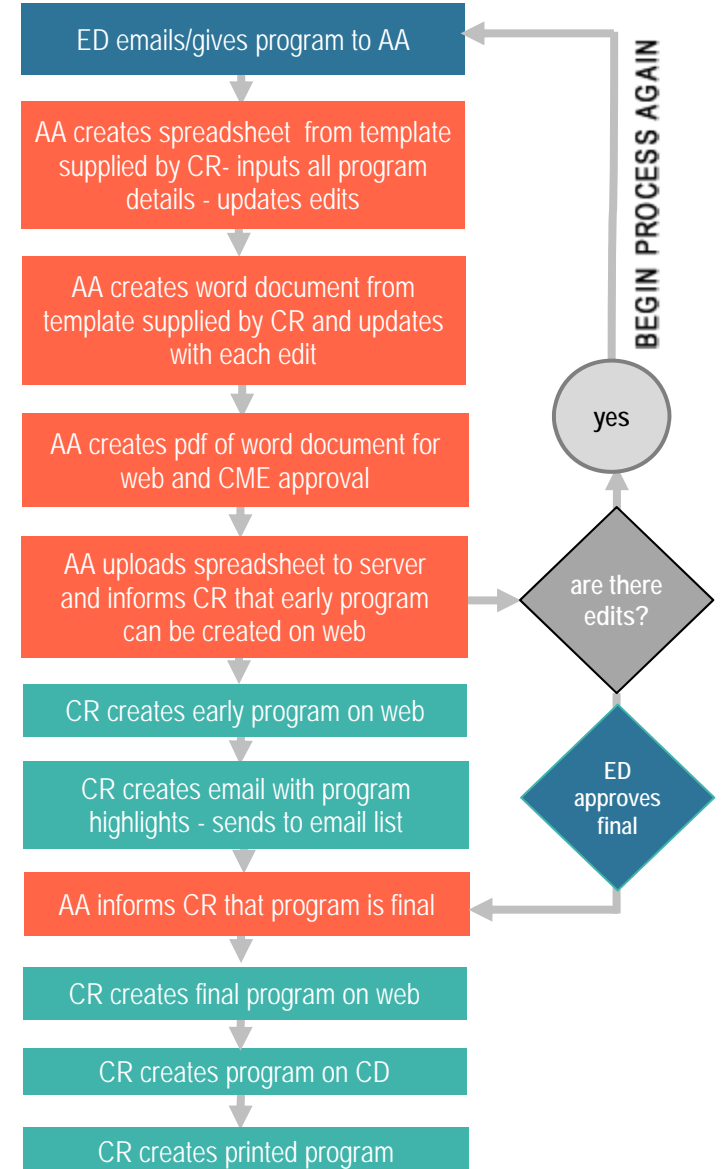 ED emails/gives program to AA
AA creates spreadsheet from template
supplied by CR- inputs all program
details - updates edits
AA creates word document from
template supplied by CR and updates
with each edit
AA creates pdf of word document for
web and CME approval
AA uploads spreadsheet to server
and informs CR that early program
can be created on web
CR creates early program on web
CR creates email with program
highlights - sends to email list
AA informs CR that program is final
CR creates final program on web
CR creates program on CD
CR creates printed program
BEGIN PROCESS AGAIN
yes
are there
edits?
ED
approves
final